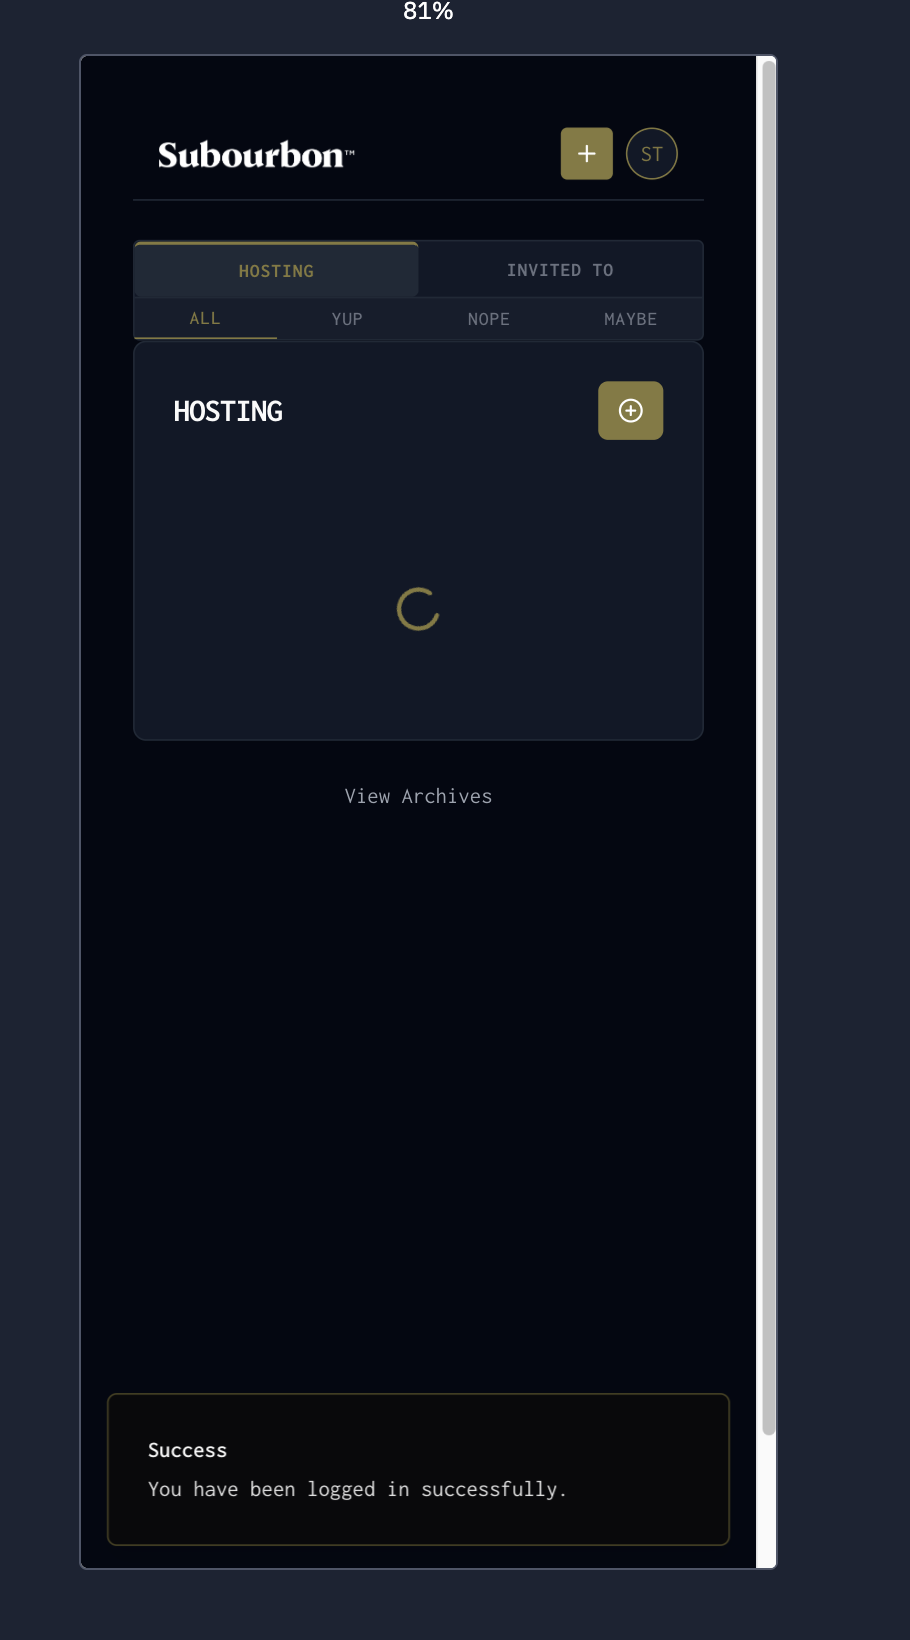 81%
Subourbon™
ST
HOSTING
INVITED TO
ALL
YUP
NOPE
MAYBE
HOSTING
View Archives
Success
You have been logged in successfully.